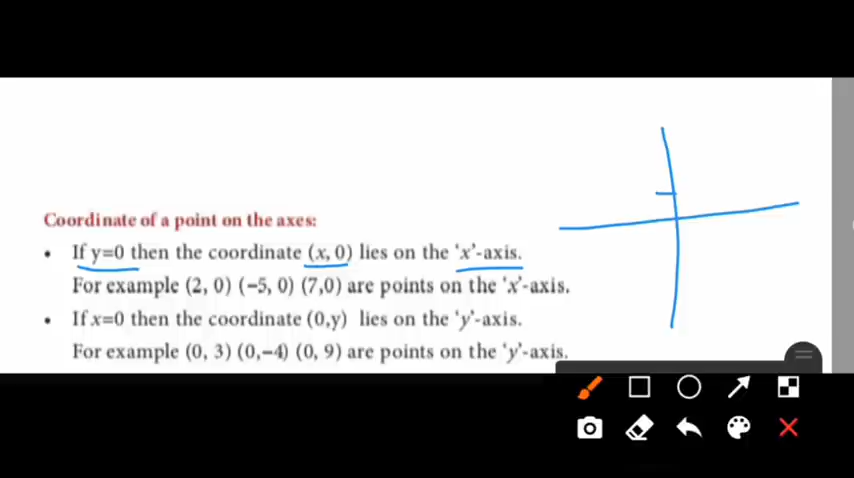 Coordinate of a point on the axes:
• If y=0 then the coordinate (x, 0) lies on the ‘x’-axis.
For example (2, 0) (−5, 0) (7,0) are points on the ‘x’-axis.
• If x=0 then the coordinate (0,y) lies on the ‘y’-axis.
For example (0, 3) (0,−4) (0, 9) are points on the ‘y’-axis.